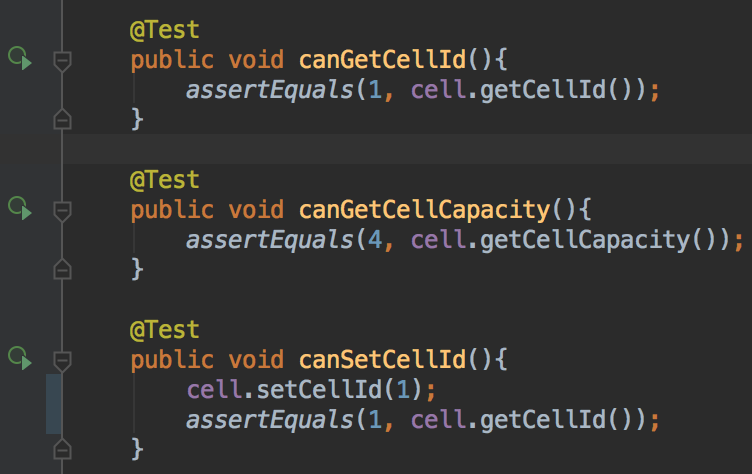 @Test
public void canGetCellId(){
assertEquals(1, cell.getCellId());
}
@Test
public void canGetCellCapacity(){
assertEquals(4, cell.getCellCapacity());
}
@Test
public void canSetCellId(){
cell.setCellId(1);
assertEquals(1, cell.getCellId());
}